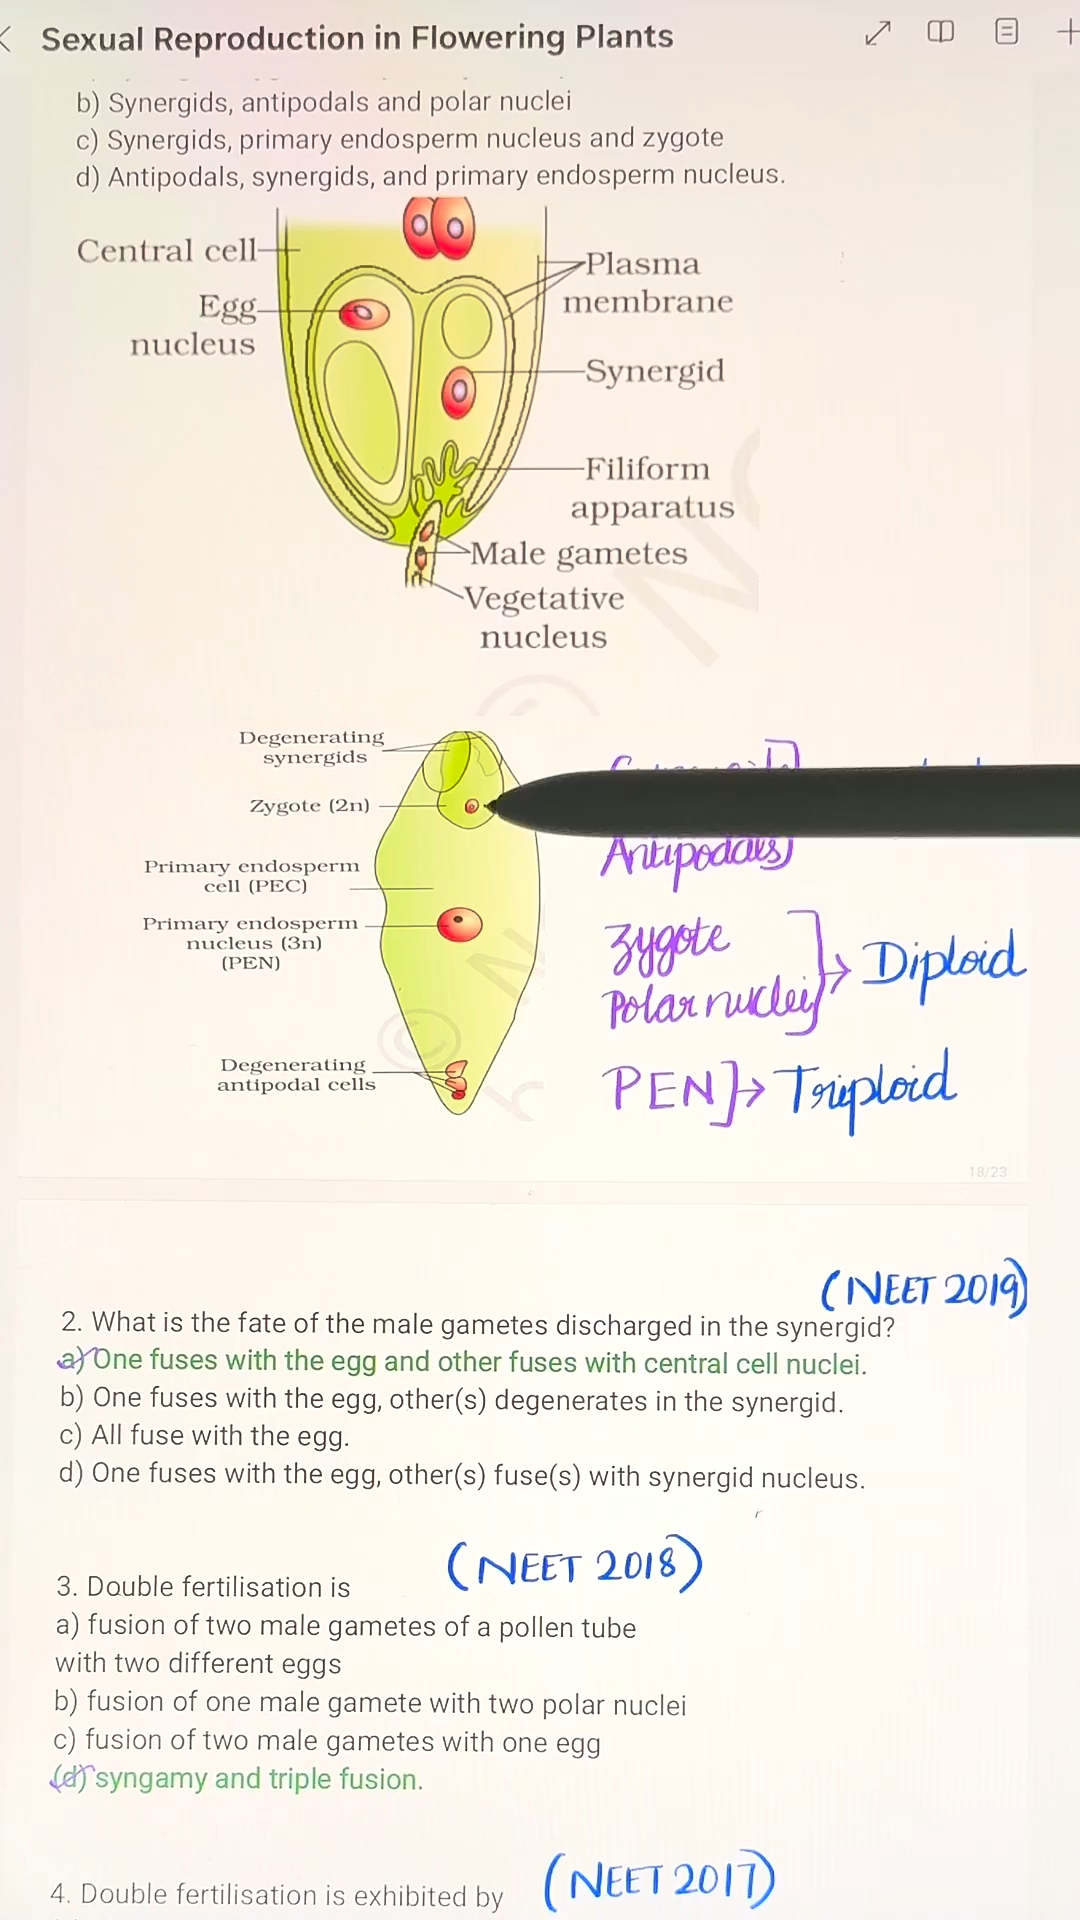 Sexual Reproduction in Flowering Plants
b) Synergids, antipodals and polar nuclei
c) Synergids, primary endosperm nucleus and zygote
d) Antipodals, synergids, and primary endosperm nucleus.
Central cell
Egg
nucleus
Plasma
membrane
Synergid
Filiform
apparatus
Male gametes
Vegetative
nucleus
Degenerating
synergids
Zygote (2n)
Primary endosperm
cell (PEC)
Primary endosperm
nucleus (3n)
(PEN)
Degenerating
antipodal cells
Antipodals
Zygote
Polar nuclei
Diploid
PEN
Triploid
18/23
(NEET 2019)
2. What is the fate of the male gametes discharged in the synergid?
a) One fuses with the egg and other fuses with central cell nuclei.
b) One fuses with the egg, other(s) degenerates in the synergid.
c) All fuse with the egg.
d) One fuses with the egg, other(s) fuse(s) with synergid nucleus.
(NEET 2018)
3. Double fertilisation is
a) fusion of two male gametes of a pollen tube
with two different eggs
b) fusion of one male gamete with two polar nuclei
c) fusion of two male gametes with one egg
(d) syngamy and triple fusion.
(NEET 2017)
4. Double fertilisation is exhibited by